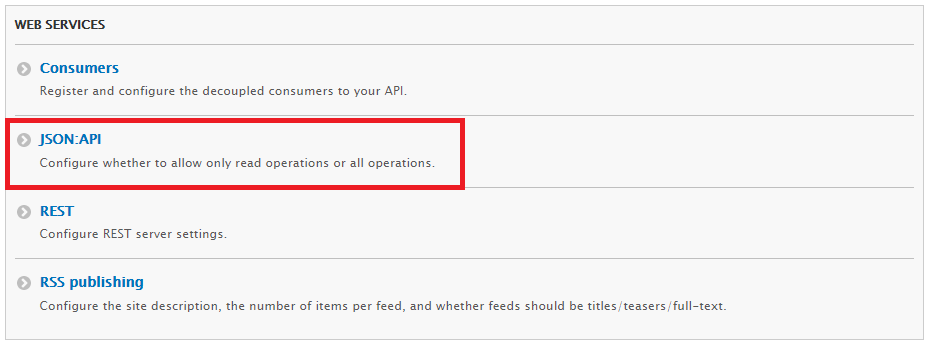 WEB SERVICES
Consumers
Register and configure the decoupled consumers to your API.
JSON:API
Configure whether to allow only read operations or all operations.
REST
Configure REST server settings.
RSS publishing
Configure the site description, the number of items per feed, and whether feeds should be titles/teasers/full-text.